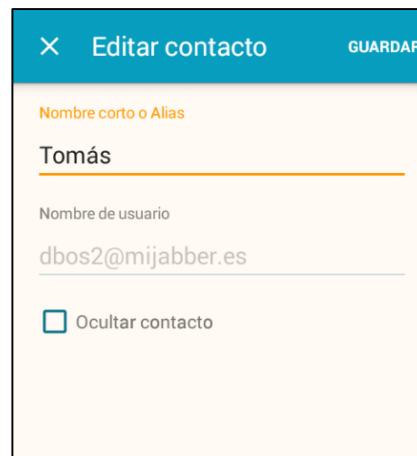 Editar contacto GUARDAR
Nombre corto o Alias
Tomás
Nombre de usuario
dbos2@mijabber.es
Ocultar contacto